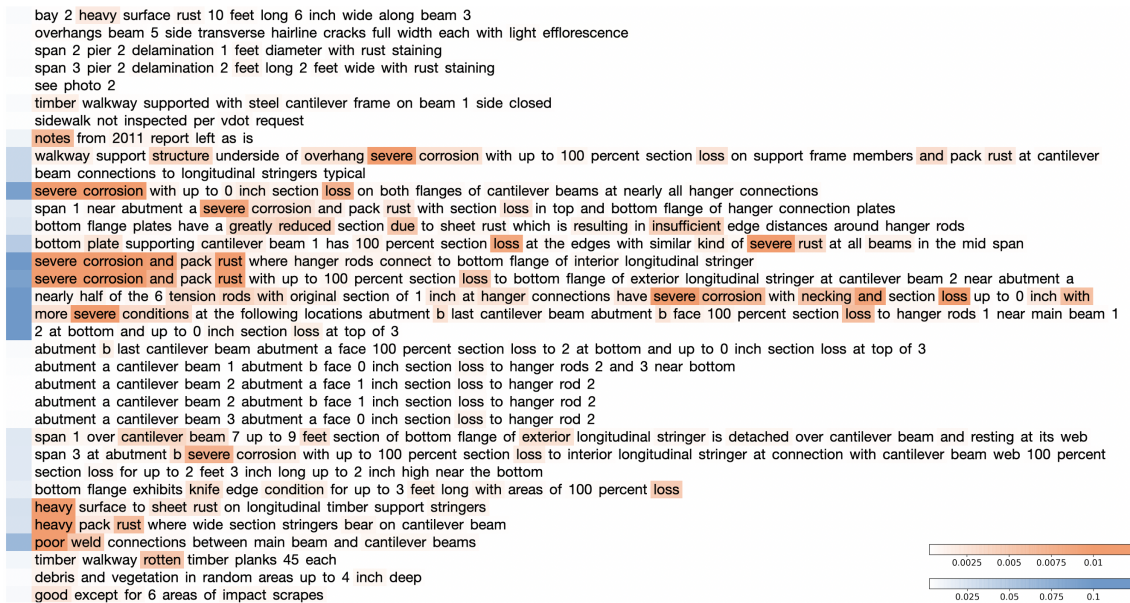 bay 2 heavy surface rust 10 feet long 6 inch wide along beam 3
overhangs beam 5 side transverse hairline cracks full width each with light efflorescence
span 2 pier 2 delamination 1 feet diameter with rust staining
span 3 pier 2 delamination 2 feet long 2 feet wide with rust staining
see photo 2
timber walkway supported with steel cantilever frame on beam 1 side closed
sidewalk not inspected per vdot request
notes from 2011 report left as is
walkway support structure underside of overhang severe corrosion with up to 100 percent section loss on support frame members and pack rust at cantilever
beam connections to longitudinal stringers typical
severe corrosion with up to 0 inch section loss on both flanges of cantilever beams at nearly all hanger connections
span 1 near abutment a severe corrosion and pack rust with section loss in top and bottom flange of hanger connection plates
bottom flange plates have a greatly reduced section due to sheet rust which is resulting in insufficient edge distances around hanger rods
bottom plate supporting cantilever beam 1 has 100 percent section loss at the edges with similar kind of severe rust at all beams in the mid span
severe corrosion and pack rust where hanger rods connect to bottom flange of interior longitudinal stringer
severe corrosion and pack rust with up to 100 percent section loss to bottom flange of exterior longitudinal stringer at cantilever beam 2 near abutment a
nearly half of the 6 tension rods with original section of 1 inch at hanger connections have severe corrosion with necking and section loss up to 0 inch with
more severe conditions at the following locations abutment b last cantilever beam abutment b face 100 percent section loss to hanger rods 1 near main beam 1
2 at bottom and up to 0 inch section loss at top of 3
abutment b last cantilever beam abutment a face 100 percent section loss to 2 at bottom and up to 0 inch section loss at top of 3
abutment a cantilever beam 1 abutment b face 0 inch section loss to hanger rods 2 and 3 near bottom
abutment a cantilever beam 2 abutment a face 1 inch section loss to hanger rod 2
abutment a cantilever beam 2 abutment b face 1 inch section loss to hanger rod 2
abutment a cantilever beam 3 abutment a face 0 inch section loss to hanger rod 2
span 1 over cantilever beam 7 up to 9 feet section of bottom flange of exterior longitudinal stringer is detached over cantilever beam and resting at its web
span 3 at abutment b severe corrosion with up to 100 percent section loss to interior longitudinal stringer at connection with cantilever beam web 100 percent
section loss for up to 2 feet 3 inch long up to 2 inch high near the bottom
bottom flange exhibits knife edge condition for up to 3 feet long with areas of 100 percent loss
heavy surface to sheet rust on longitudinal timber support stringers
heavy pack rust where wide section stringers bear on cantilever beam
poor weld connections between main beam and cantilever beams
timber walkway rotten timber planks 45 each
debris and vegetation in random areas up to 4 inch deep
good except for 6 areas of impact scrapes
0.0025 0.005 0.0075 0.01
0.025 0.05 0.075 0.1